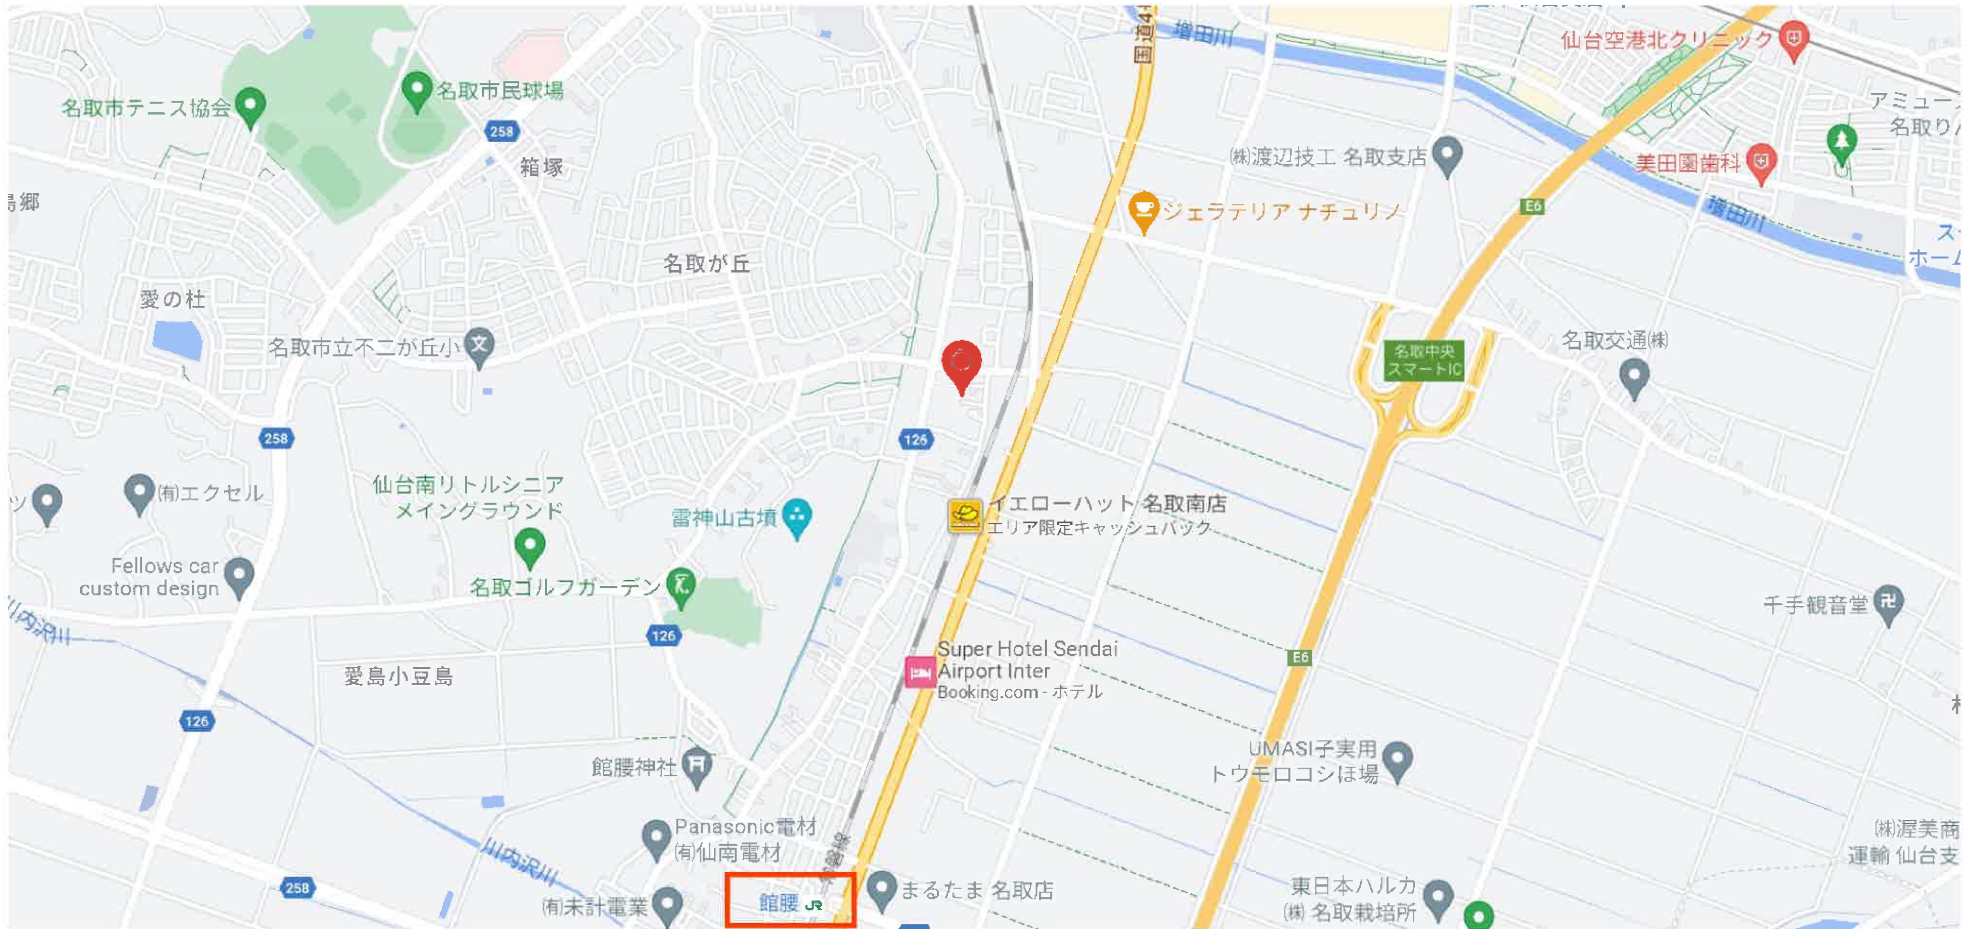 国道4
増田川
仙台空港北クリニック
名取市テニス協会
名取市民球場
258
箱塚
㈱渡辺技工 名取支店
アミュー
名取り
美田園歯科
島郷
ジェラテリア ナチュリノ
E6
増田川
ホーム
名取が丘
愛の杜
名取市立不二が丘小
文
名取中央
スマートIC
名取交通㈱
258
126
ツ
㈲エクセル
仙台南リトルシニア
メイングラウンド
雷神山古墳
イエローハット 名取南店
エリア限定キャッシュバック
Fellows car
custom design
名取ゴルフガーデン
千手観音堂
川内沢川
126
愛島小豆島
Super Hotel Sendai
Airport Inter
Booking.com - ホテル
E6
126
館腰神社
UMASI子実用
トウモロコシほ場
Panasonic電材
㈲仙南電材
常磐線
㈱渥美商
運輸 仙台支
川内沢川
258
㈲未計電業
館腰 JR
まるたま 名取店
東日本ハルカ
㈱ 名取栽培所